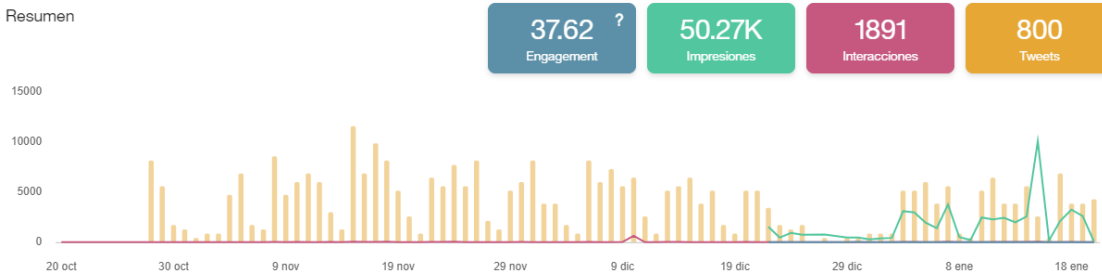 Resumen
37.62 ?
Engagement
50.27K
Impresiones
1891
Interacciones
800
Tweets
15000
10000
5000
0
20 oct 30 oct 9 nov 19 nov 29 nov 9 dic 19 dic 29 dic 8 ene 18 ene